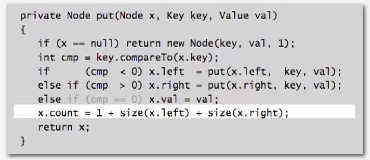 private Node put(Node x, Key key, Value val)
{
if (x == null) return new Node(key, val, 1);
int cmp = key.compareTo(x.key);
if (cmp < 0) x.left = put(x.left, key, val);
else if (cmp > 0) x.right = put(x.right, key, val);
else if (cmp == 0) x.val = val;
x.count = 1 + size(x.left) + size(x.right);
return x;
}